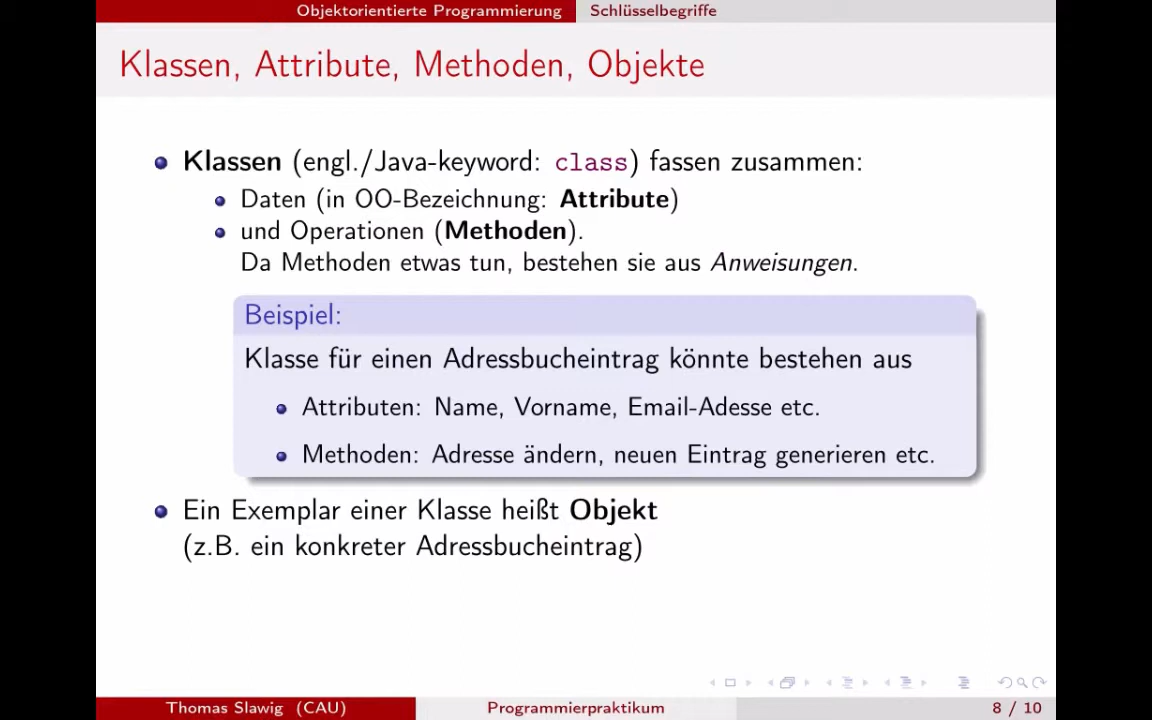 Objektorientierte Programmierung Schlüsselbegriffe
Klassen, Attribute, Methoden, Objekte
Klassen (engl./Java-keyword: class) fassen zusammen:
Daten (in OO-Bezeichnung: Attribute)
und Operationen (Methoden).
Da Methoden etwas tun, bestehen sie aus Anweisungen.
Beispiel:
Klasse für einen Adressbucheintrag könnte bestehen aus
Attributen: Name, Vorname, Email-Adesse etc.
Methoden: Adresse ändern, neuen Eintrag generieren etc.
Ein Exemplar einer Klasse heißt Objekt
(z.B. ein konkreter Adressbucheintrag)
Thomas Slawig (CAU) Programmierpraktikum 8 / 10